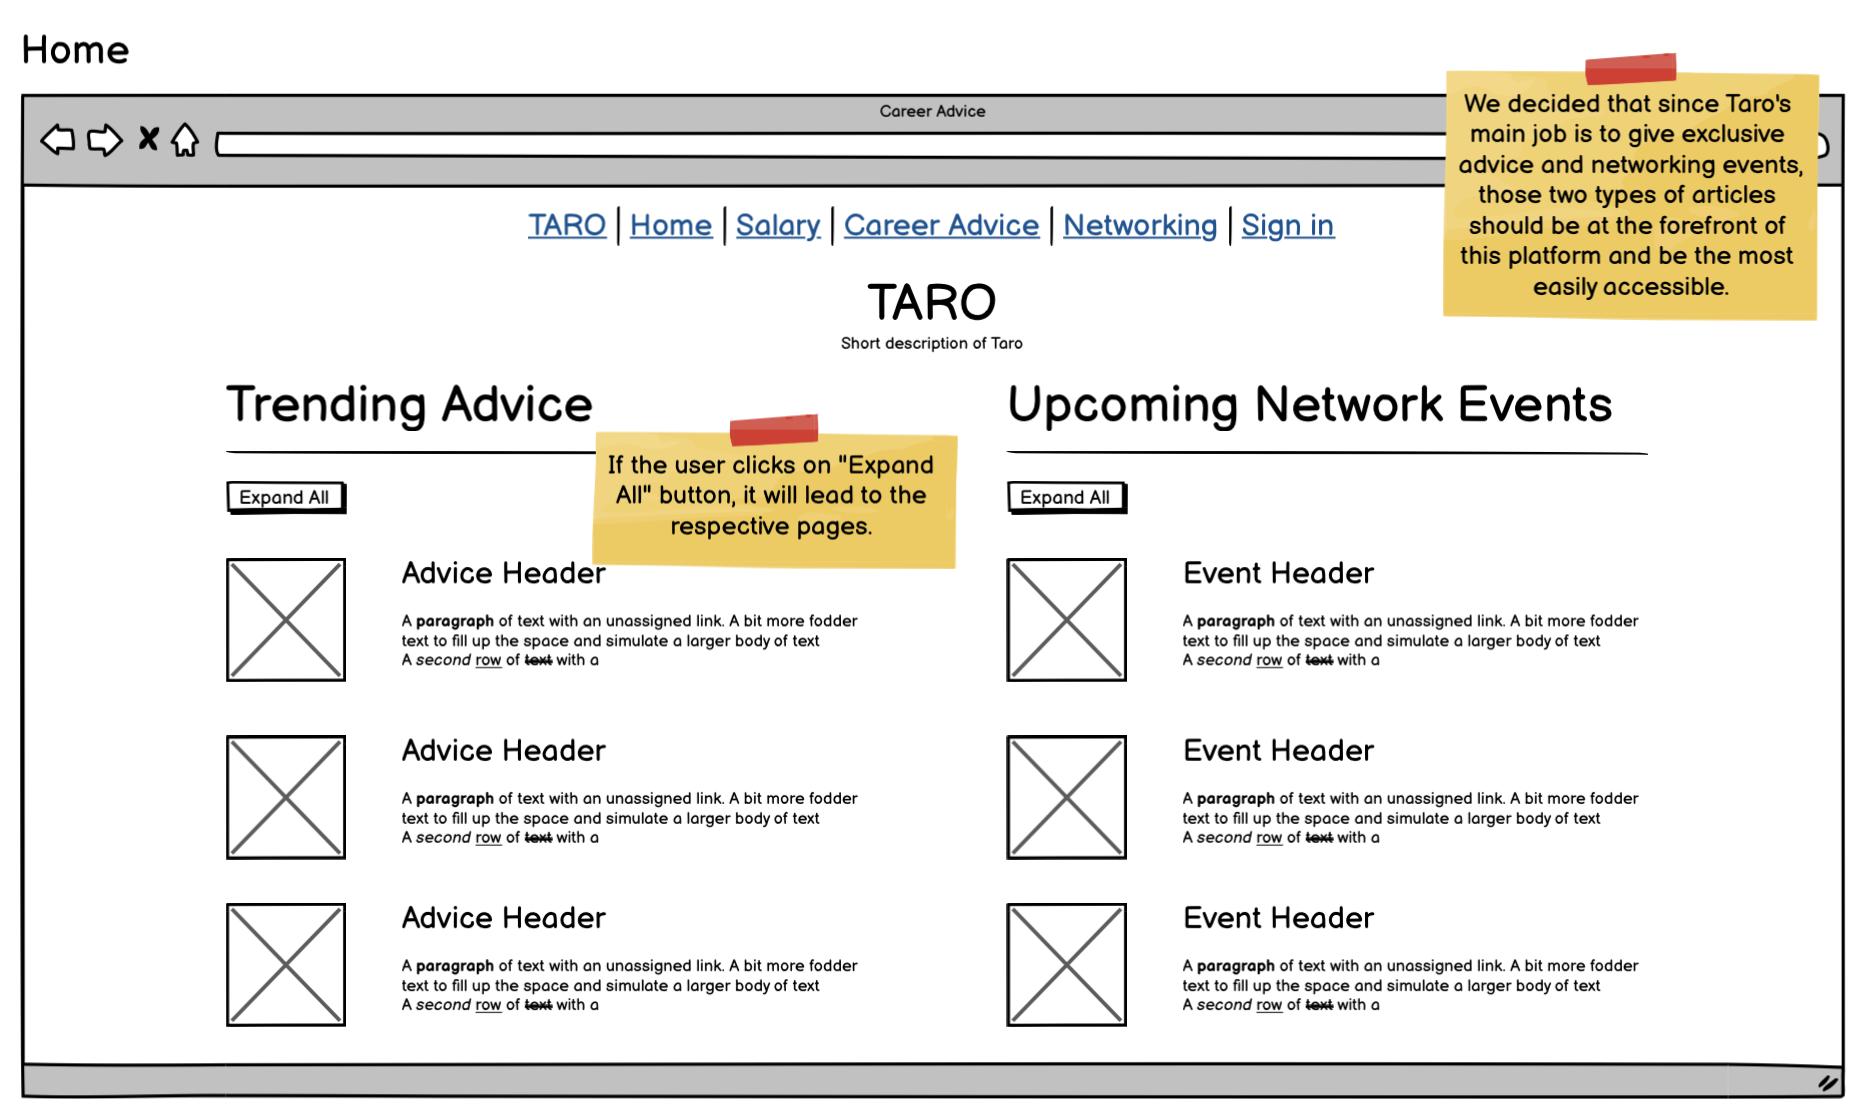 Home
Career Advice
We decided that since Taro's
main job is to give exclusive
advice and networking events,
those two types of articles
should be at the forefront of
this platform and be the most
easily accessible.
TARO | Home | Salary | Career Advice | Networking | Sign in
TARO
Short description of Taro
Trending Advice
If the user clicks on "Expand
All" button, it will lead to the
respective pages.
Expand All
Advice Header
A paragraph of text with an unassigned link. A bit more fodder
text to fill up the space and simulate a larger body of text
A second row of text with a
Advice Header
A paragraph of text with an unassigned link. A bit more fodder
text to fill up the space and simulate a larger body of text
A second row of text with a
Advice Header
A paragraph of text with an unassigned link. A bit more fodder
text to fill up the space and simulate a larger body of text
A second row of text with a
Upcoming Network Events
Expand All
Event Header
A paragraph of text with an unassigned link. A bit more fodder
text to fill up the space and simulate a larger body of text
A second row of text with a
Event Header
A paragraph of text with an unassigned link. A bit more fodder
text to fill up the space and simulate a larger body of text
A second row of text with a
Event Header
A paragraph of text with an unassigned link. A bit more fodder
text to fill up the space and simulate a larger body of text
A second row of text with a